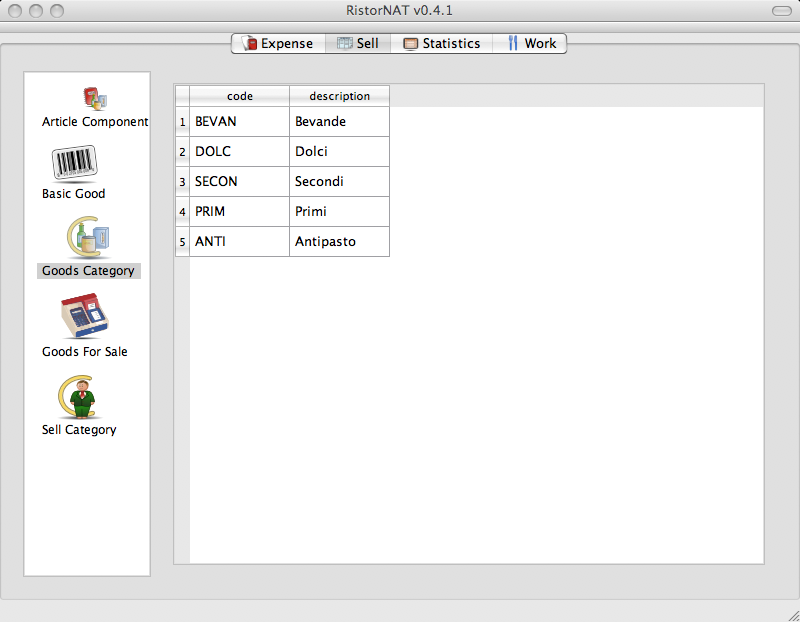 RistorNAT v0.4.1
Expense Sell Statistics Work
Article Component
Basic Good
Goods Category
Goods For Sale
Sell Category
code description
1 BEVAN Bevande
2 DOLC Dolci
3 SECON Secondi
4 PRIM Primi
5 ANTI Antipasto